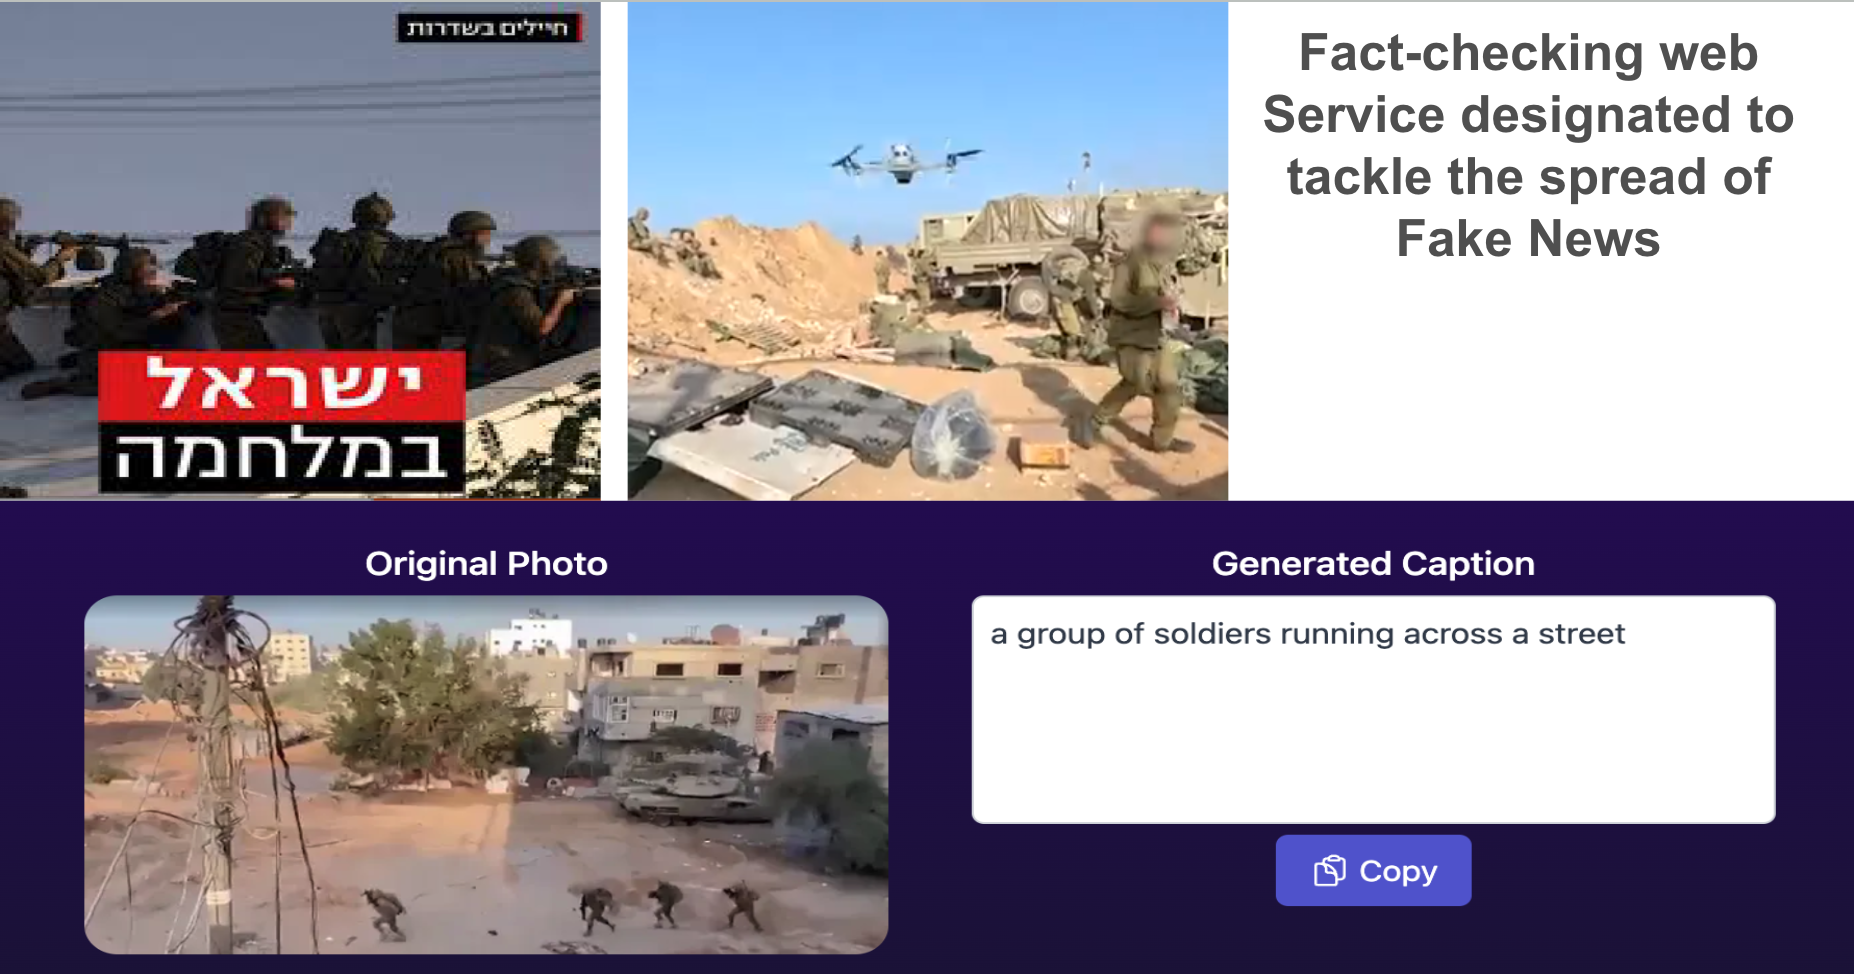 חיילים בשדרות
ישראל
במלחמה
Fact-checking web
Service designated to
tackle the spread of
Fake News
Original Photo
Generated Caption
a group of soldiers running across a street
Copy